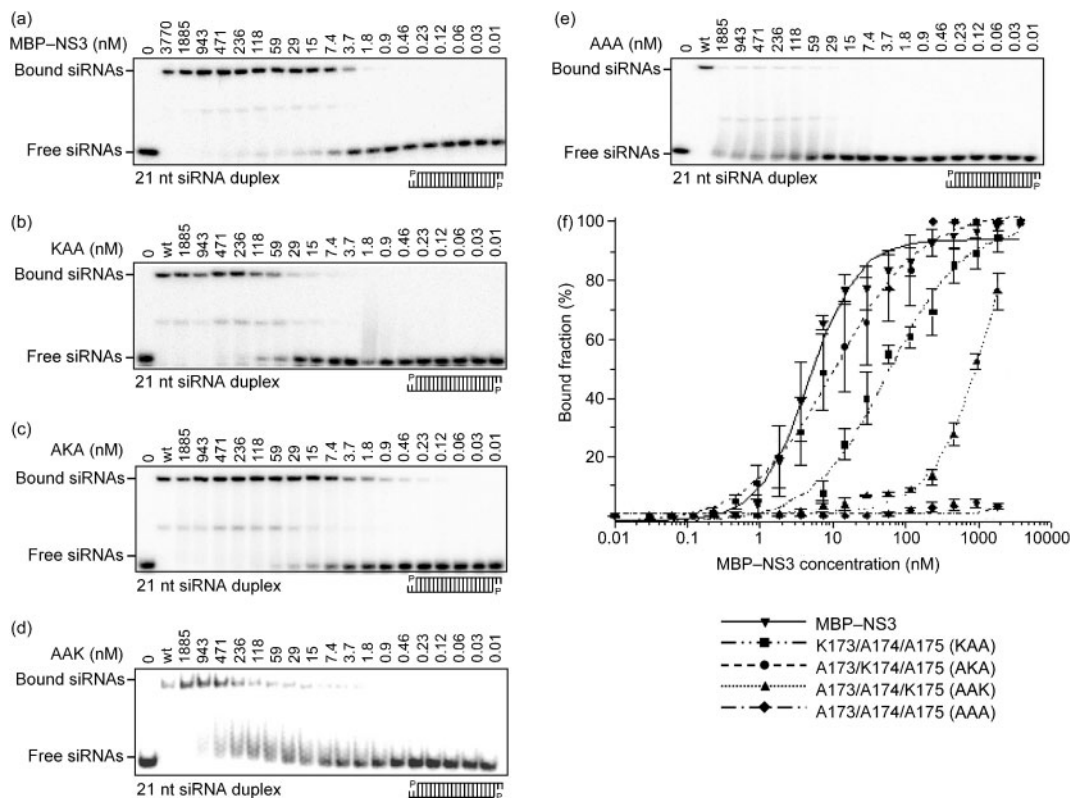 (a)
MBP–NS3 (nM) 0 3770 1885 943 471 236 118 59 29 15 7.4 3.7 1.8 0.9 0.46 0.23 0.12 0.06 0.03 0.01
Bound siRNAs
Free siRNAs
21 nt siRNA duplex P P
(b)
KAA (nM) 0 wt 1885 943 471 236 118 59 29 15 7.4 3.7 1.8 0.9 0.46 0.23 0.12 0.06 0.03 0.01
Bound siRNAs
Free siRNAs
21 nt siRNA duplex P P
(c)
AKA (nM) 0 wt 1885 943 471 236 118 59 29 15 7.4 3.7 1.8 0.9 0.46 0.23 0.12 0.06 0.03 0.01
Bound siRNAs
Free siRNAs
21 nt siRNA duplex P P
(d)
AAK (nM) 0 wt 1885 943 471 236 118 59 29 15 7.4 3.7 1.8 0.9 0.46 0.23 0.12 0.06 0.03 0.01
Bound siRNAs
Free siRNAs
21 nt siRNA duplex P P
(e)
AAA (nM) 0 wt 1885 943 471 236 118 59 29 15 7.4 3.7 1.8 0.9 0.46 0.23 0.12 0.06 0.03 0.01
Bound siRNAs
Free siRNAs
21 nt siRNA duplex P P
(f)
Bound fraction (%)
100
80
60
40
20
0.01 0.1 1 10 100 1000 10000
MBP–NS3 concentration (nM)
MBP–NS3
K173/A174/A175 (KAA)
A173/K174/A175 (AKA)
A173/A174/K175 (AAK)
A173/A174/A175 (AAA)